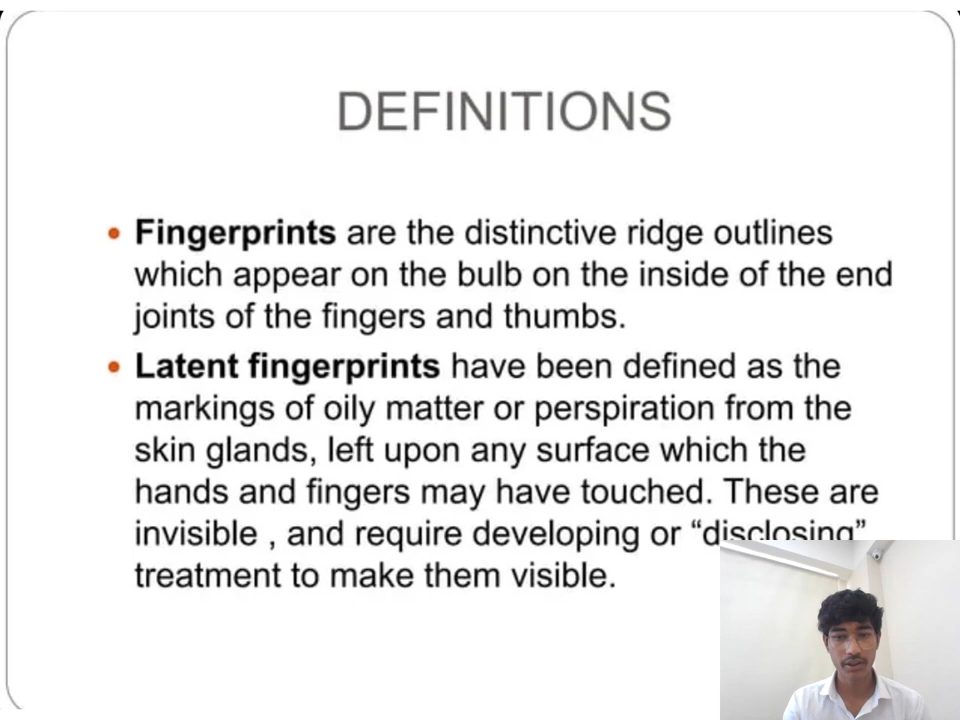 DEFINITIONS
• Fingerprints are the distinctive ridge outlines
which appear on the bulb on the inside of the end
joints of the fingers and thumbs.
• Latent fingerprints have been defined as the
markings of oily matter or perspiration from the
skin glands, left upon any surface which the
hands and fingers may have touched. These are
invisible , and require developing or “disclosing”
treatment to make them visible.